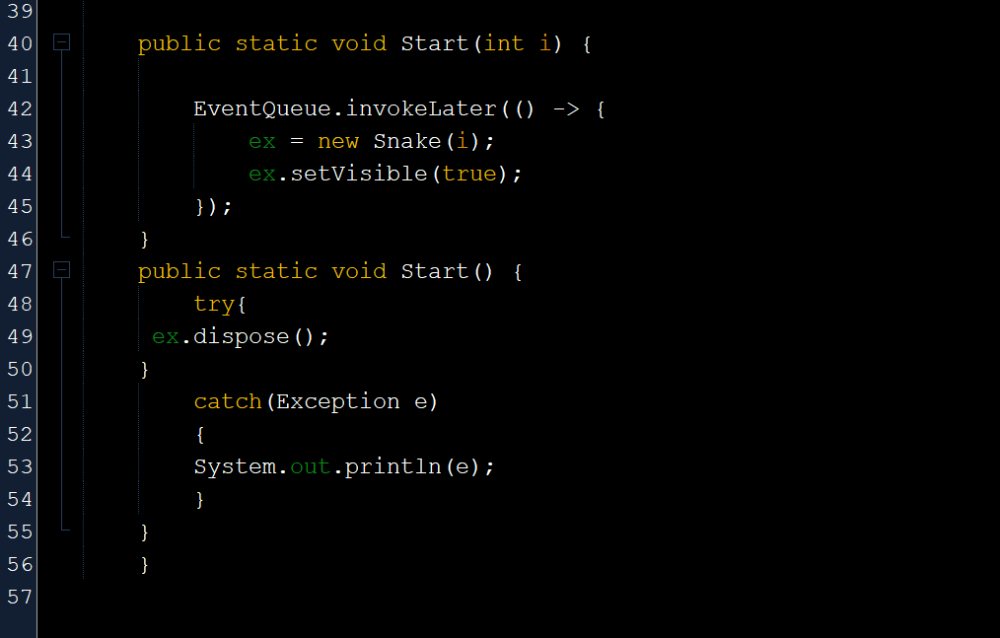 39
40 public static void Start(int i) {
41
42 EventQueue.invokeLater(() -> {
43 ex = new Snake(i);
44 ex.setVisible(true);
45 });
46 }
47 public static void Start() {
48 try{
49 ex.dispose();
50 }
51 catch(Exception e)
52 {
53 System.out.println(e);
54 }
55 }
56 }
57